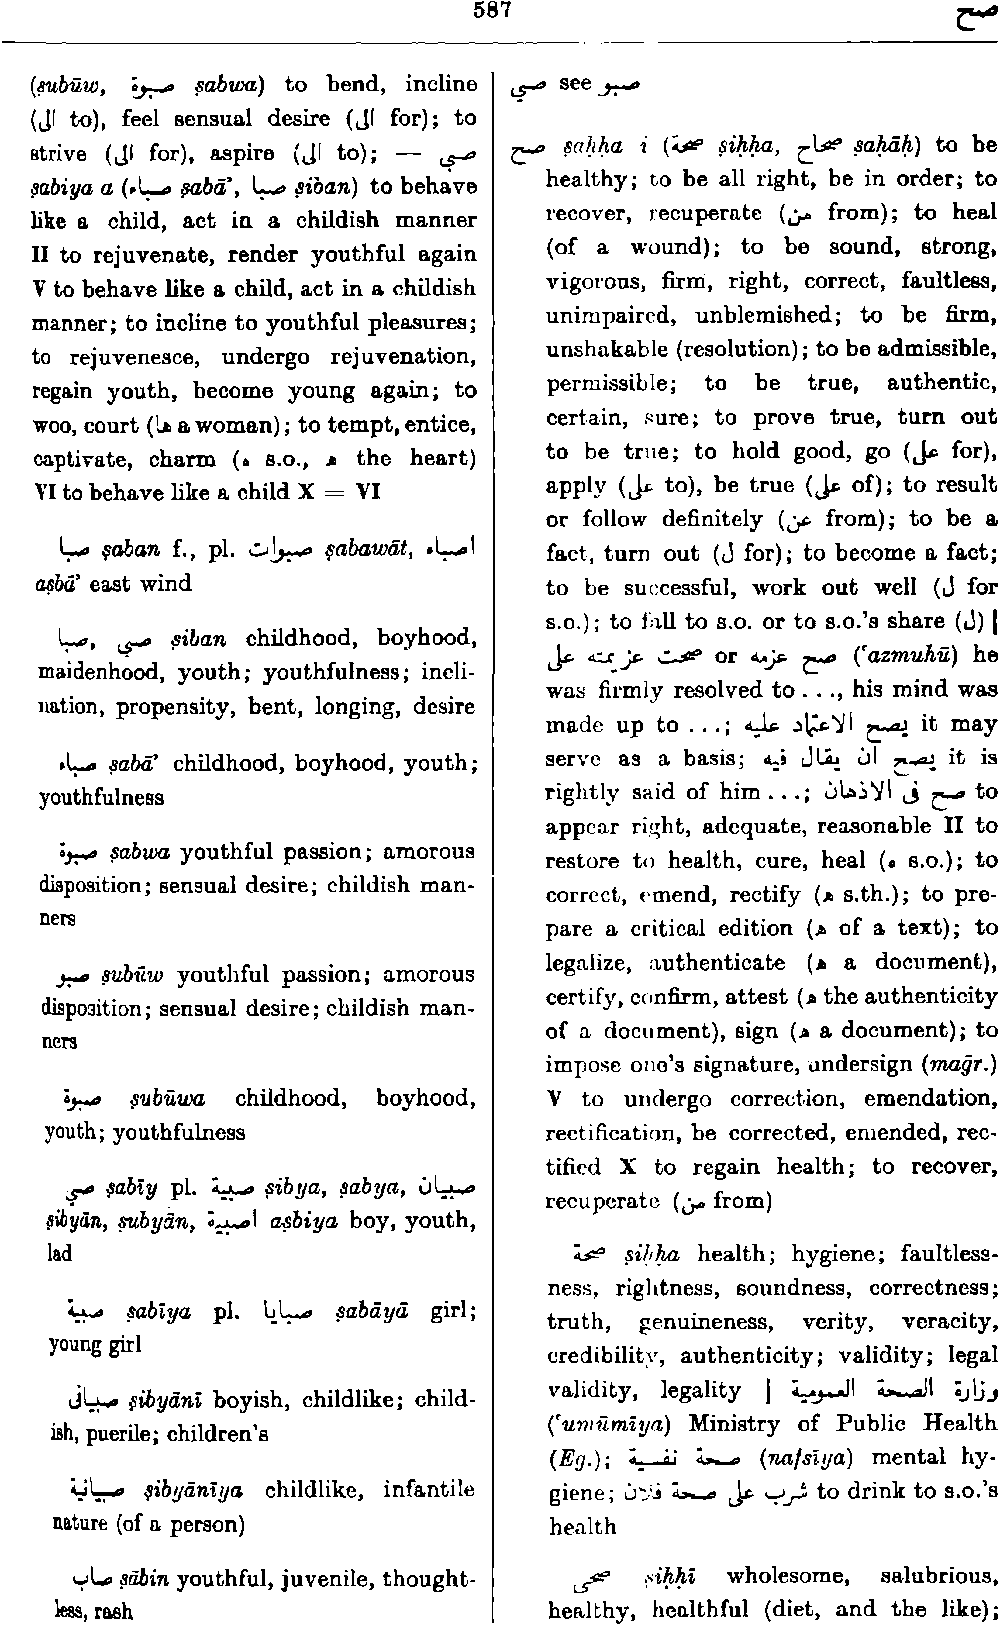 587
صح
(ṣubūw, صبوة ṣabwa) to bend, incline
(الى to), feel sensual desire (الى for); to
strive (الى for), aspire (الى to); — صبي
ṣabiya a (صباء ṣabā’, صبا ṣiban) to behave
like a child, act in a childish manner
II to rejuvenate, render youthful again
V to behave like a child, act in a childish
manner; to incline to youthful pleasures;
to rejuvenesce, undergo rejuvenation,
regain youth, become young again; to
woo, court (ها a woman); to tempt, entice,
captivate, charm (ه s.o., ه the heart)
VI to behave like a child X = VI
صبا ṣaban f., pl. صبوات ṣabawāt, اصباء
aṣbā’ east wind
صبا, صبى ṣiban childhood, boyhood,
maidenhood, youth; youthfulness; incli-
nation, propensity, bent, longing, desire
صباء ṣabā’ childhood, boyhood, youth;
youthfulness
صبوة ṣabwa youthful passion; amorous
disposition; sensual desire; childish man-
ners
صبو ṣubūw youthful passion; amorous
disposition; sensual desire; childish man-
ners
صبوة ṣubūwa childhood, boyhood,
youth; youthfulness
صبي ṣabīy pl. صبية ṣibya, ṣabya, صبيان
ṣibyān, ṣubyān, اصبية aṣbiya boy, youth,
lad
صبية ṣabīya pl. صبايا ṣabāyā girl;
young girl
صبياني ṣibyānī boyish, childlike; child-
ish, puerile; children's
صبيانية ṣibyānīya childlike, infantile
nature (of a person)
صاب ṣābin youthful, juvenile, thought-
less, rash
صبي see صبو
صح ṣaḥḥa i (صحة ṣiḥḥa, صحاح ṣaḥāḥ) to be
healthy; to be all right, be in order; to
recover, recuperate (من from); to heal
(of a wound); to be sound, strong,
vigorous, firm, right, correct, faultless,
unimpaired, unblemished; to be firm,
unshakable (resolution); to be admissible,
permissible; to be true, authentic,
certain, sure; to prove true, turn out
to be true; to hold good, go (على for),
apply (على to), be true (على of); to result
or follow definitely (عن from); to be a
fact, turn out (ل for); to become a fact;
to be successful, work out well (ل for
s.o.); to fall to s.o. or to s.o.'s share (ل) |
صح عزمه or صحت عزيمته على (‘azmuhū) he
was firmly resolved to ..., his mind was
made up to ...; يصح الاعتماد عليه it may
serve as a basis; يصح ان يقال فيه it is
rightly said of him ...; صح في الاذهان to
appear right, adequate, reasonable II to
restore to health, cure, heal (ه s.o.); to
correct, emend, rectify (ه s.th.); to pre-
pare a critical edition (ه of a text); to
legalize, authenticate (ه a document),
certify, confirm, attest (ه the authenticity
of a document), sign (ه a document); to
impose one's signature, undersign (maḡr.)
V to undergo correction, emendation,
rectification, be corrected, emended, rec-
tified X to regain health; to recover,
recuperate (من from)
صحة ṣiḥḥa health; hygiene; faultless-
ness, rightness, soundness, correctness;
truth, genuineness, verity, veracity,
credibility, authenticity; validity; legal
validity, legality | وزارة الصحة العمومية
(‘umūmīya) Ministry of Public Health
(Eg.); صحة نفسية (nafsīya) mental hy-
giene; شرب على صحة فلان to drink to s.o.'s
health
صحي ṣiḥḥī wholesome, salubrious,
healthy, healthful (diet, and the like);